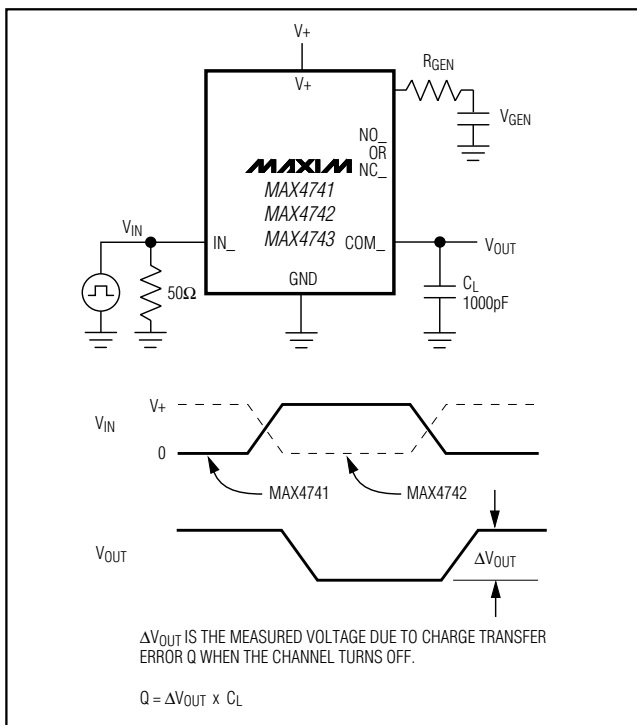 V+
V+
RGEN
VGEN
NO_
OR
NC_
MAXIM
MAX4741
MAX4742
MAX4743
VIN
IN_
COM_
VOUT
50Ω
GND
CL
1000pF
V+
VIN
0
MAX4741
MAX4742
VOUT
ΔVOUT
ΔVOUT IS THE MEASURED VOLTAGE DUE TO CHARGE TRANSFER
ERROR Q WHEN THE CHANNEL TURNS OFF.
Q = ΔVOUT x CL